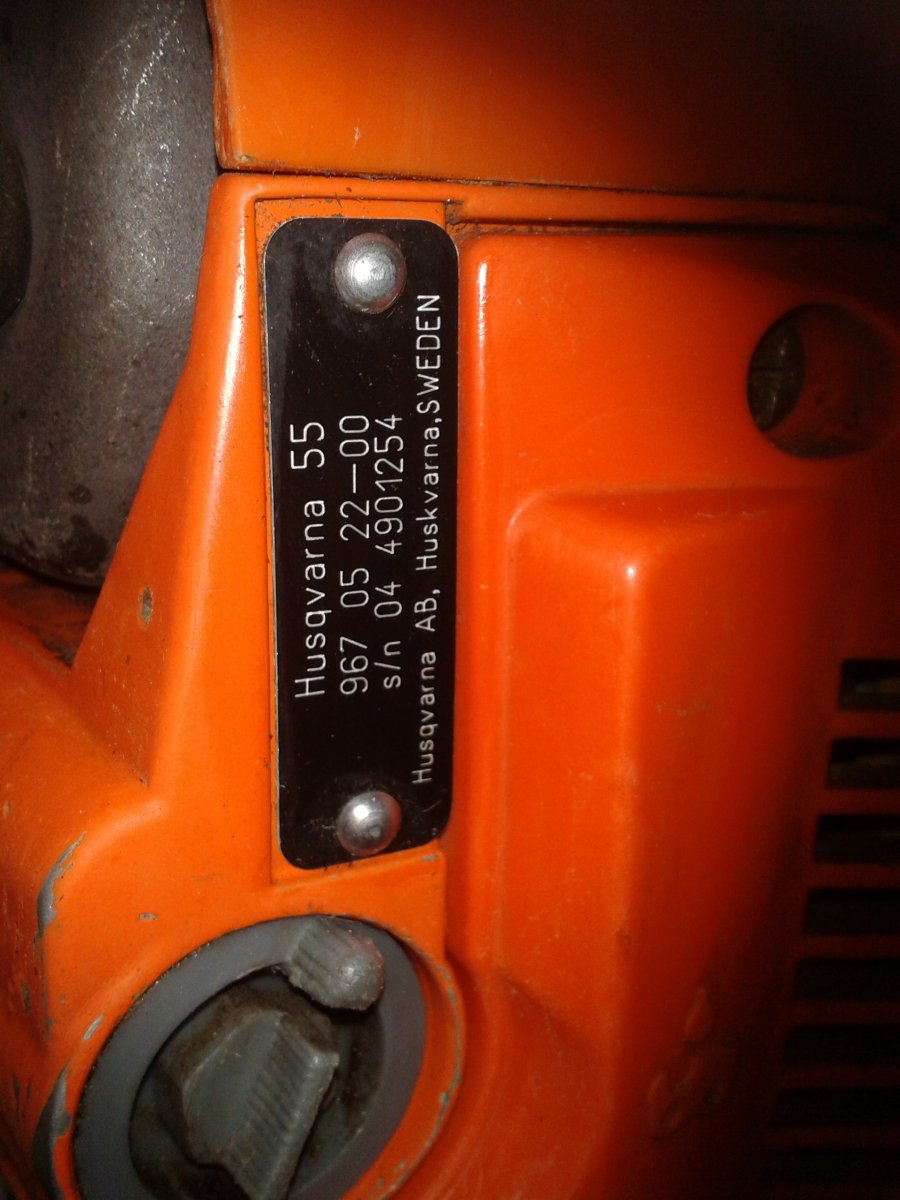 Husqvarna 55
967 05 22-00
s/n 04 4901254
Husqvarna AB, Huskvarna, SWEDEN